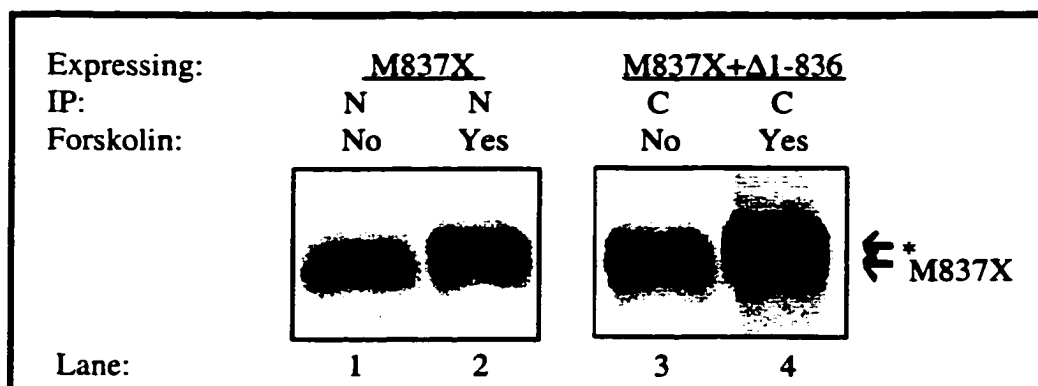 Expressing: M837X M837X+Δ1-836
IP: N N C C
Forskolin: No Yes No Yes
*
M837X
Lane: 1 2 3 4